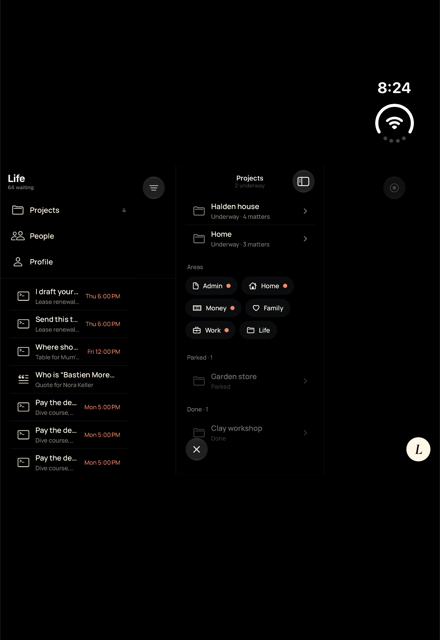 8:24
Life
64 waiting
Projects
4
People
Profile
I draft your…
Lease renewal…
Thu 6:00 PM
Send this t…
Lease renewal…
Thu 6:00 PM
Where sho…
Table for Mum'…
Fri 12:00 PM
Who is "Bastien More…
Quote for Nora Keller
Pay the de…
Dive course,…
Mon 5:00 PM
Pay the de…
Dive course,…
Mon 5:00 PM
Pay the de…
Dive course,…
Mon 5:00 PM
Projects
2 underway
Halden house
Underway · 4 matters
Home
Underway · 3 matters
Areas
Admin
Home
Money
Family
Work
Life
Parked · 1
Garden store
Parked
Done · 1
Clay workshop
Done
L